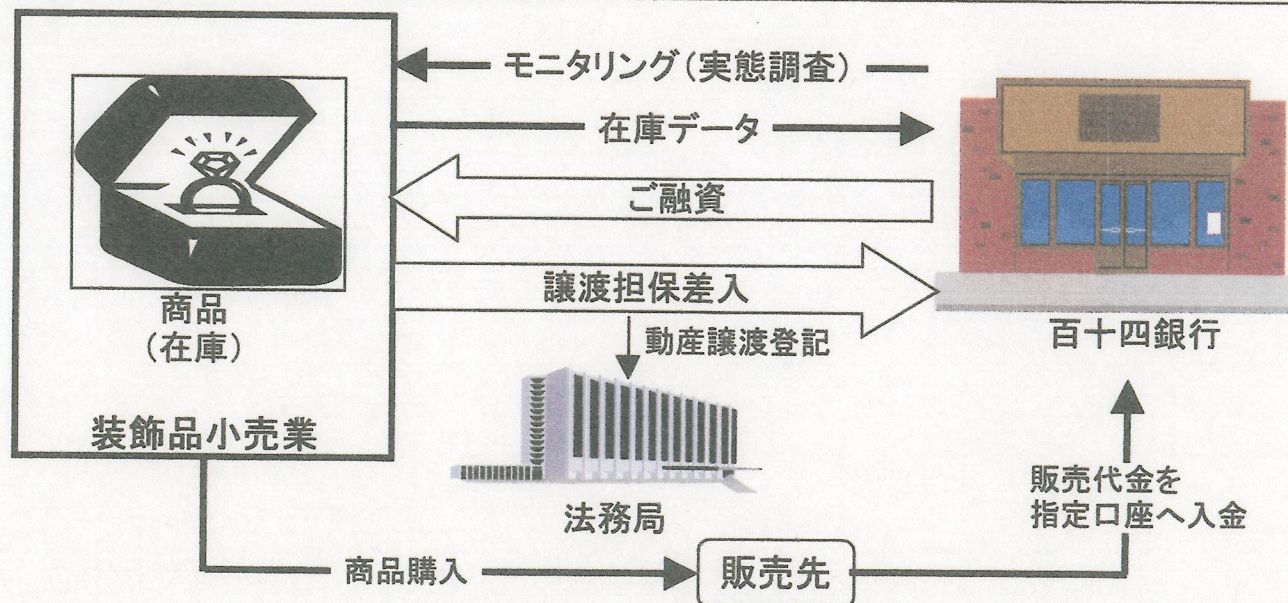 モニタリング（実態調査）
在庫データ
ご融資
譲渡担保差入
動産譲渡登記
商品
（在庫）
装飾品小売業
百十四銀行
法務局
販売代金を
指定口座へ入金
商品購入
販売先